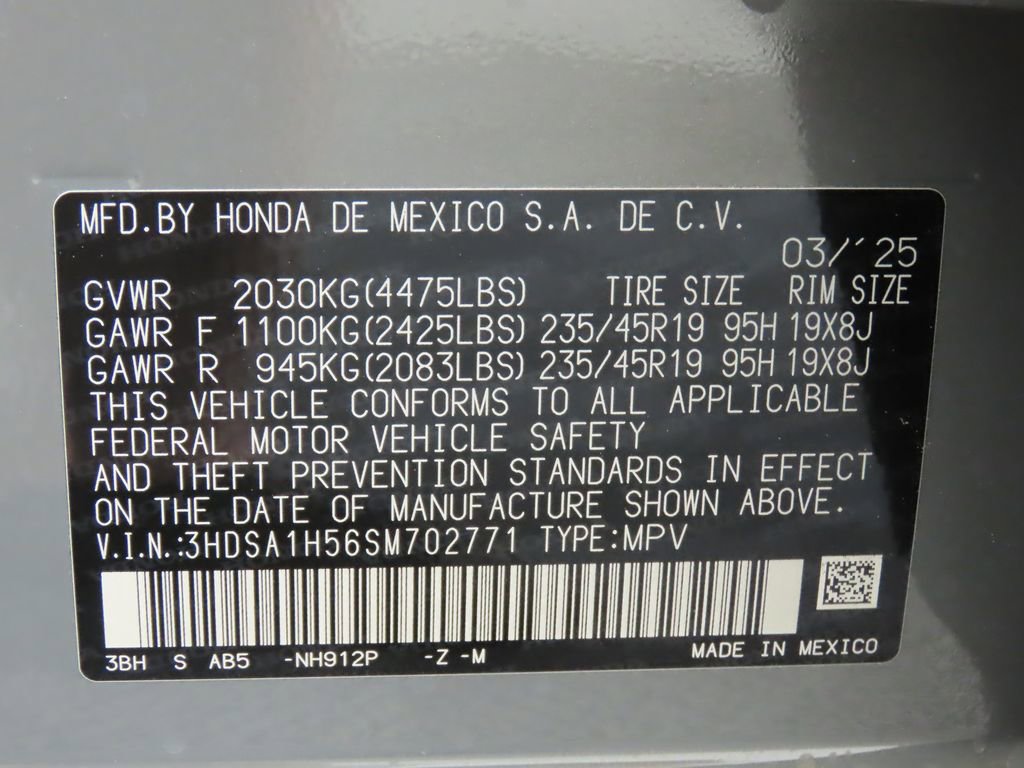 MFD.BY HONDA DE MEXICO S.A. DE C.V.
03/´25
GVWR 2030KG(4475LBS) TIRE SIZE RIM SIZE
GAWR F 1100KG(2425LBS) 235/45R19 95H 19X8J
GAWR R 945KG(2083LBS) 235/45R19 95H 19X8J
THIS VEHICLE CONFORMS TO ALL APPLICABLE
FEDERAL MOTOR VEHICLE SAFETY
AND THEFT PREVENTION STANDARDS IN EFFECT
ON THE DATE OF MANUFACTURE SHOWN ABOVE.
V.I.N.:3HDSA1H56SM702771 TYPE:MPV
3BH S AB5 -NH912P -Z -M MADE IN MEXICO